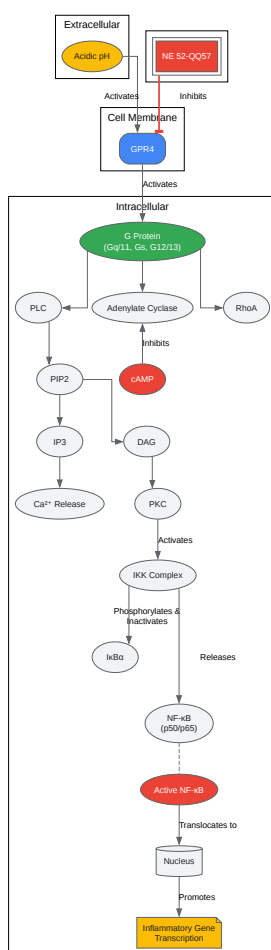 Extracellular
Acidic pH
NE 52-QQ57
Activates
Inhibits
Cell Membrane
GPR4
Activates
Intracellular
G Protein
(Gq/11, Gs, G12/13)
PLC
Adenylate Cyclase
RhoA
Inhibits
PIP2
cAMP
IP3
DAG
Ca²⁺ Release
PKC
Activates
IKK Complex
Phosphorylates &
Inactivates
IκBα
Releases
NF-κB
(p50/p65)
Active NF-κB
Translocates to
Nucleus
Promotes
Inflammatory Gene
Transcription